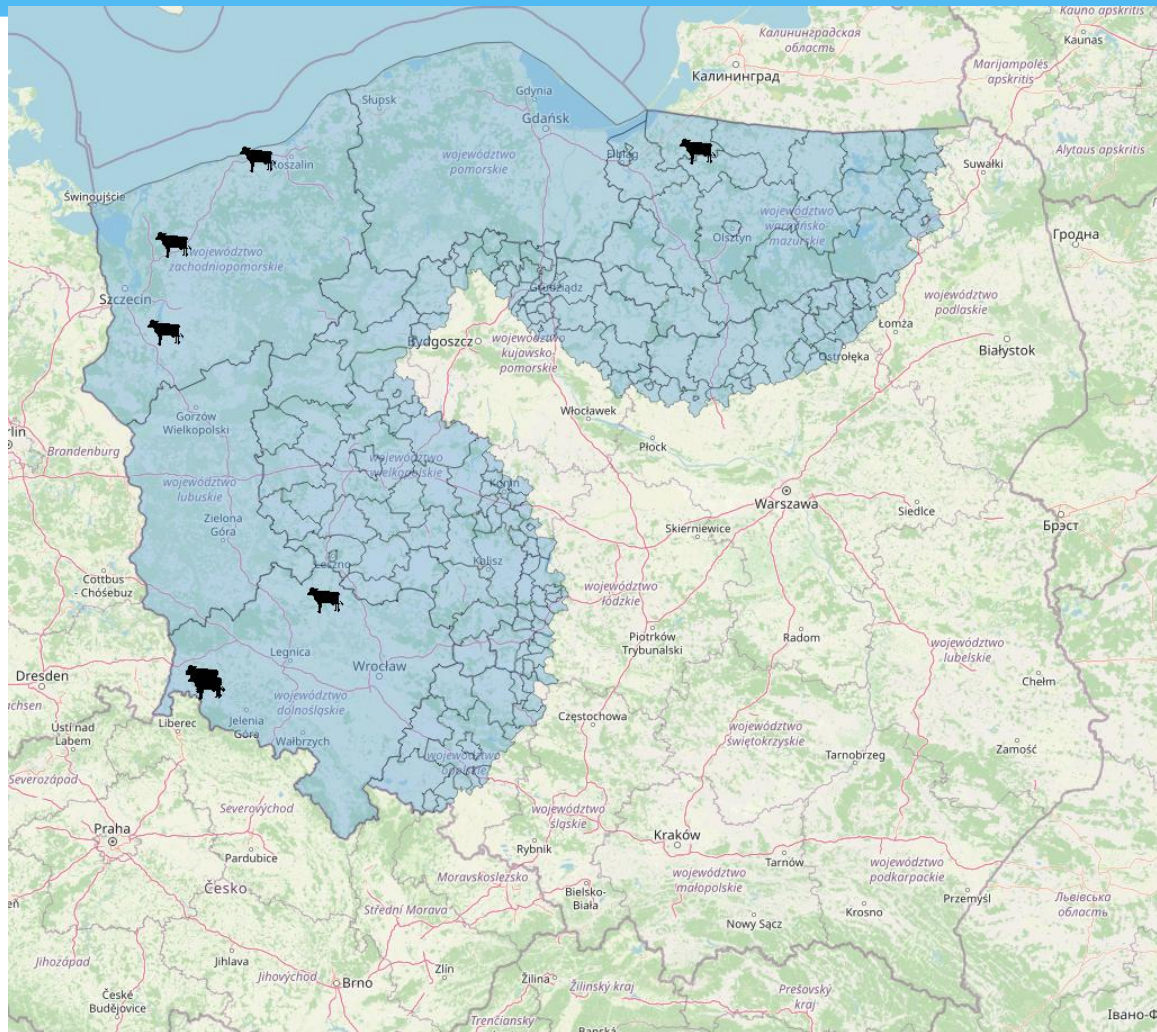 Kauno apskritis
Kaunas
Калининградская
область
Marijampolės
apskritis
Калининград
Słupsk
Gdynia
Gdańsk
Alytaus apskritis
województwo
pomorskie
Suwałki
Świnoujście
województwo
zachodniopomorskie
Olsztyn
województwo
warmińsko-
mazurskie
Гродна
Szczecin
Grudziądz
województwo
podlaskie
Łomża
Białystok
Bydgoszcz
województwo
kujawsko-
pomorskie
Ostrołęka
Gorzów
Wielkopolski
Włocławek
Płock
Brandenburg
województwo
wielkopolskie
województwo
lubuskie
Konin
Warszawa
Siedlce
Zielona
Góra
Skierniewice
Брэст
Leszno
Kalisz
Cottbus
- Chóśebuz
województwo
łódzkie
Piotrków
Trybunalski
Radom
województwo
lubelskie
Legnica
Wrocław
Dresden
Chełm
województwo
dolnośląskie
Liberec
Jelenia
Góra
Wałbrzych
Częstochowa
województwo
świętokrzyskie
Ústí nad
Labem
Tarnobrzeg
Zamość
Severozápad
Severovýchod
województwo
śląskie
Praha
Kraków
Rybnik
Pardubice
Tarnów
województwo
podkarpackie
Moravskoslezsko
województwo
małopolskie
Česko
Bielsko-
Biała
Przemyśl
Львівська
область
Střední Morava
Krosno
Nowy Sącz
Jihozápad
Jihlava
Jihovýchod
Brno
Zlín
Žilina
Žilinský kraj
Prešovský
kraj
České
Budějovice
Trenčiansky